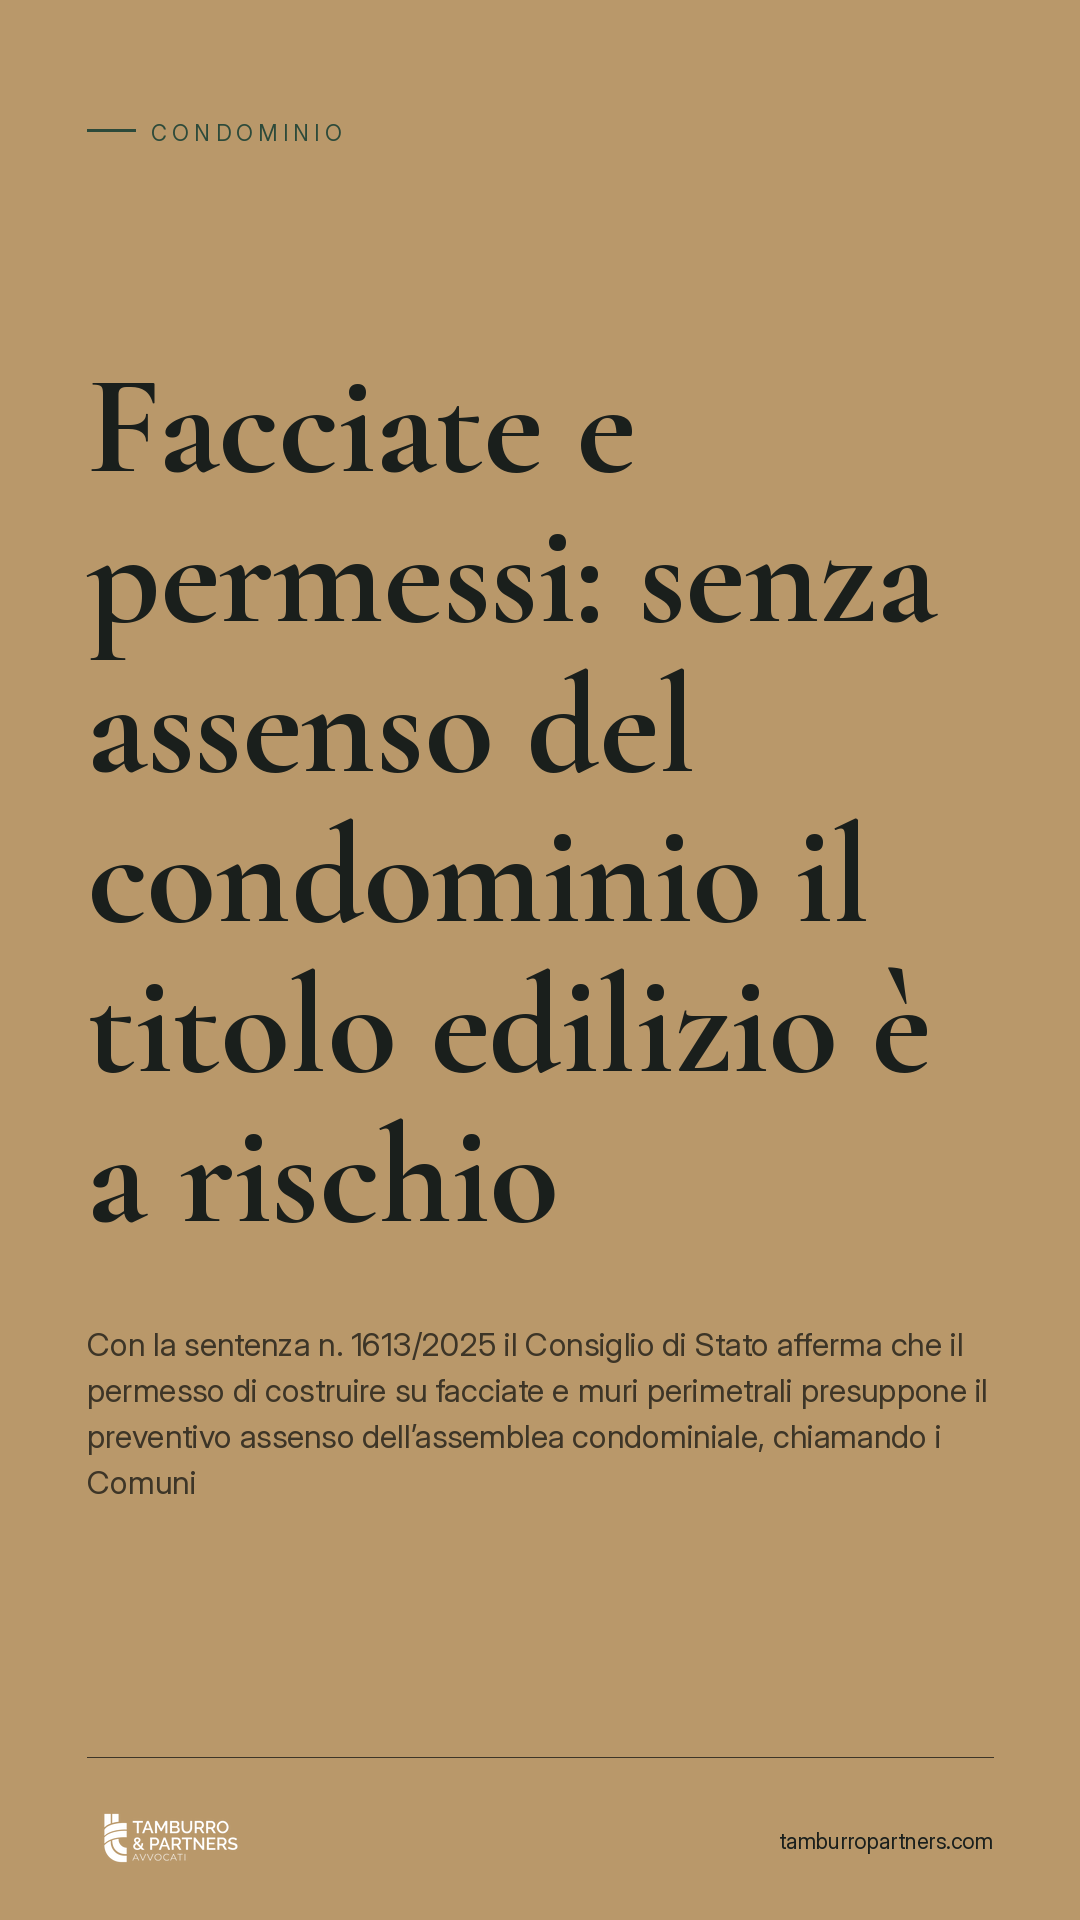 CONDOMINIO
Facciate e
permessi: senza
assenso del
condominio il
titolo edilizio è
a rischio
Con la sentenza n. 1613/2025 il Consiglio di Stato afferma che il
permesso di costruire su facciate e muri perimetrali presuppone il
preventivo assenso dell’assemblea condominiale, chiamando i
Comuni
TAMBURRO
& PARTNERS
AVVOCATI
tamburropartners.com